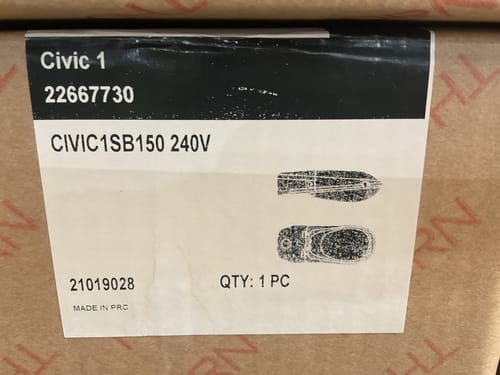 Civic 1
22667730
CIVIC1SB150 240V
21019028
QTY: 1 PC
MADE IN PRC